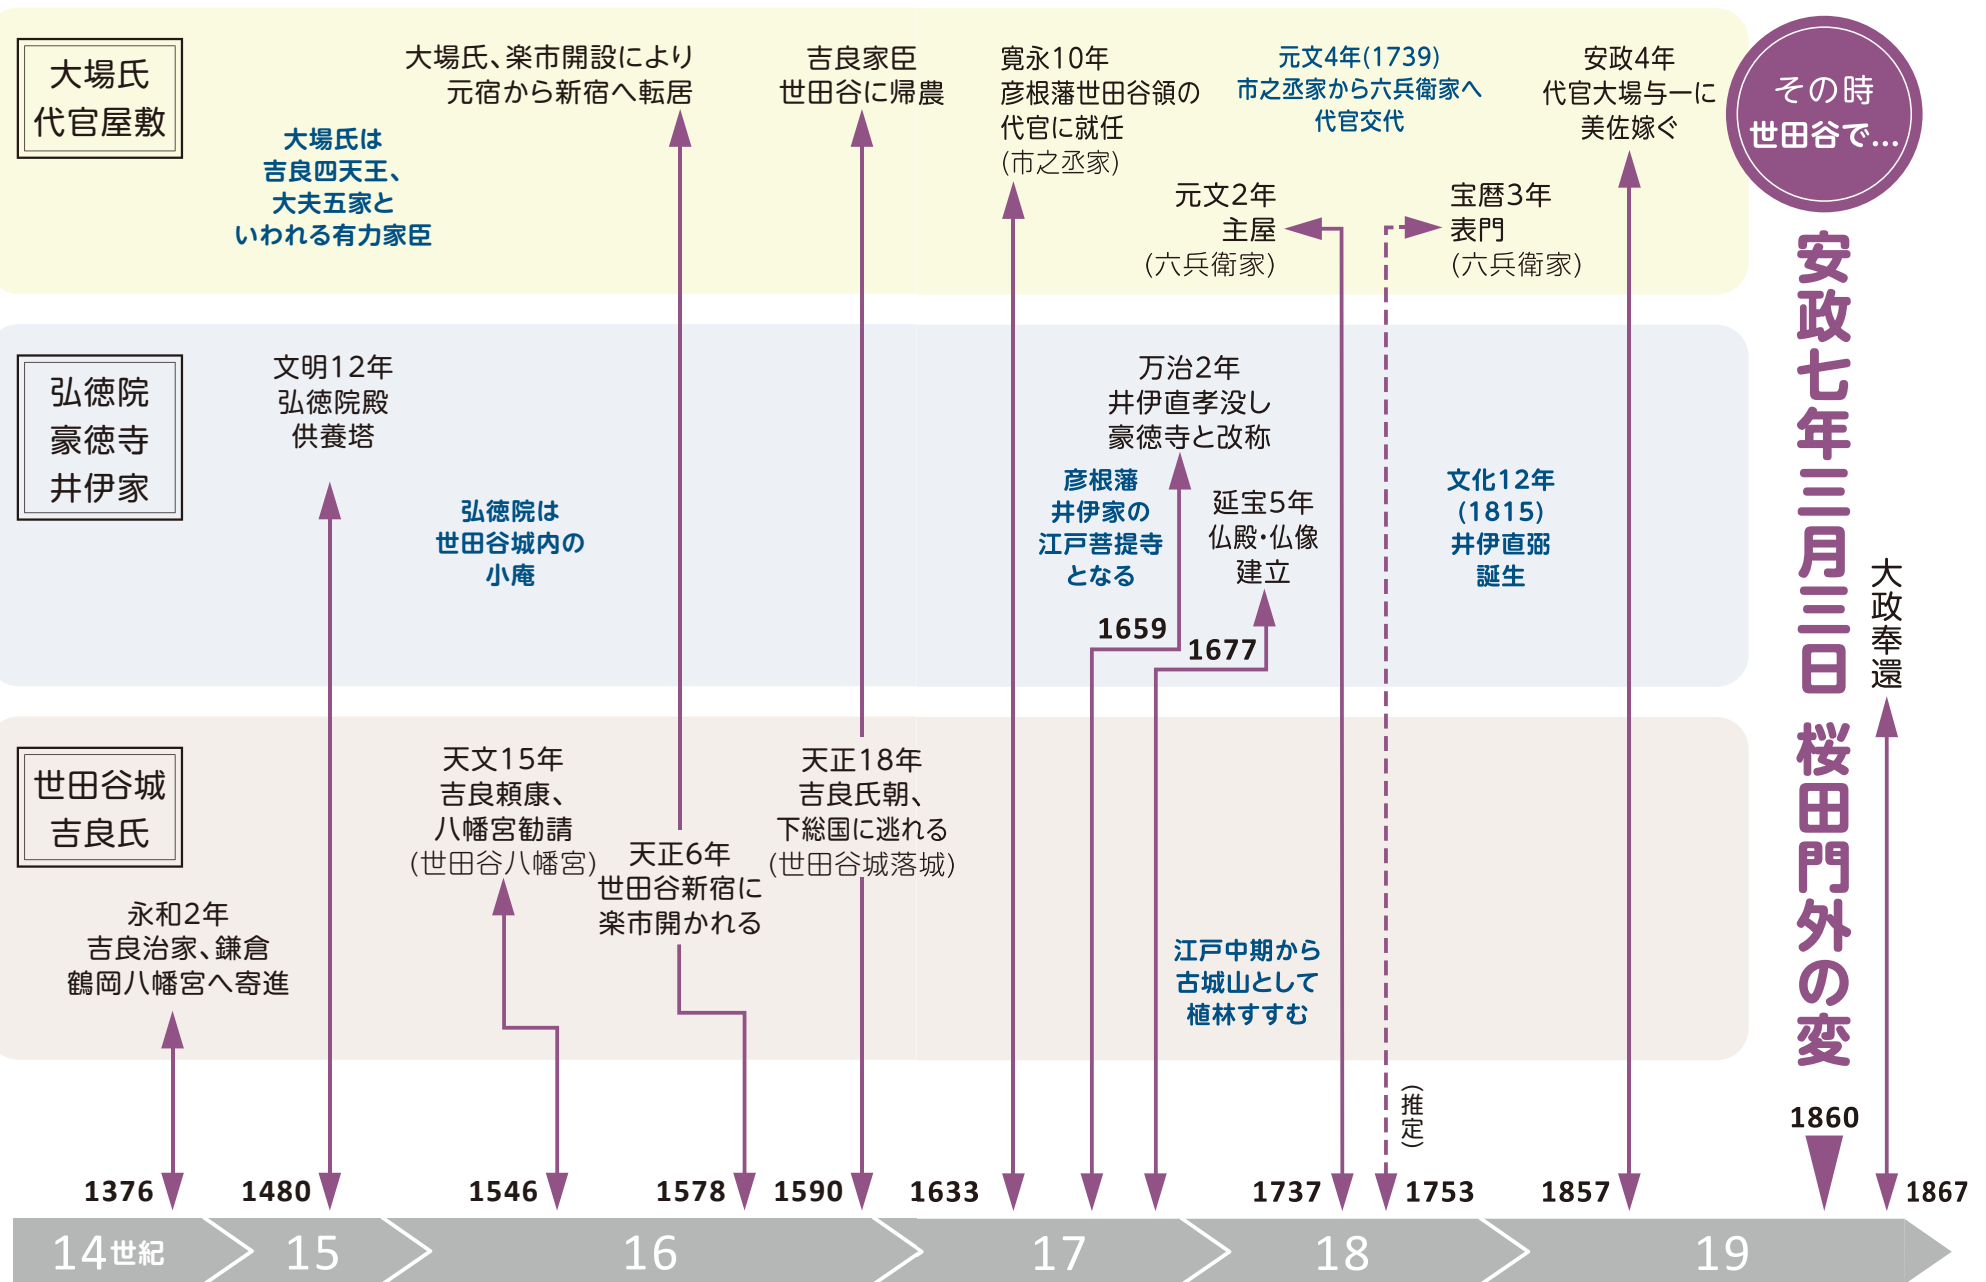 大場氏
代官屋敷
大場氏は
吉良四天王、
大夫五家と
いわれる有力家臣
大場氏、楽市開設により
元宿から新宿へ転居
吉良家臣
世田谷に帰農
寛永10年
彦根藩世田谷領の
代官に就任
(市之丞家)
元文4年(1739)
市之丞家から六兵衛家へ
代官交代
元文2年
主屋
(六兵衛家)
宝暦3年
表門
(六兵衛家)
安政4年
代官大場与一に
美佐嫁ぐ
その時
世田谷で…
弘徳院
豪徳寺
井伊家
文明12年
弘徳院殿
供養塔
弘徳院は
世田谷城内の
小庵
万治2年
井伊直孝没し
豪徳寺と改称
彦根藩
井伊家の
江戸菩提寺
となる
延宝5年
仏殿・仏像
建立
1659
1677
文化12年
(1815)
井伊直弼
誕生
世田谷城
吉良氏
永和2年
吉良治家、鎌倉
鶴岡八幡宮へ寄進
天文15年
吉良頼康、
八幡宮勧請
(世田谷八幡宮)
天正6年
世田谷新宿に
楽市開かれる
天正18年
吉良氏朝、
下総国に逃れる
(世田谷城落城)
江戸中期から
古城山として
植林すすむ
(推定)
安政七年三月三日 桜田門外の変
大政奉還
1860
1376
1480
1546
1578
1590
1633
1737
1753
1857
1867
14世紀
15
16
17
18
19